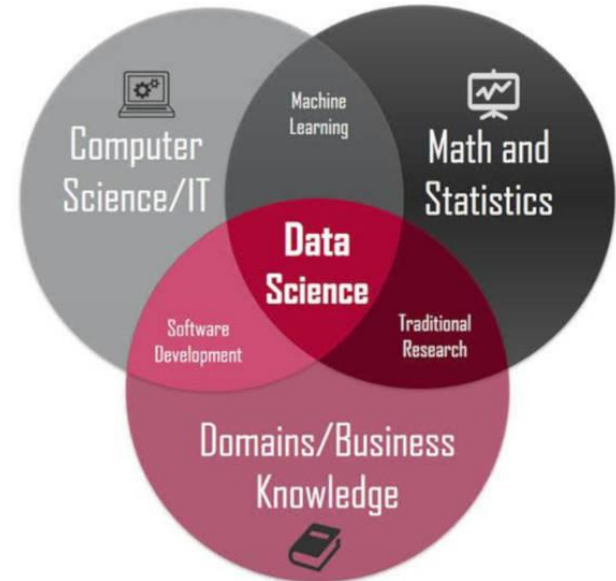 Machine
Learning
Computer
Science/IT
Math and
Statistics
Data
Science
Software
Development
Traditional
Research
Domains/Business
Knowledge